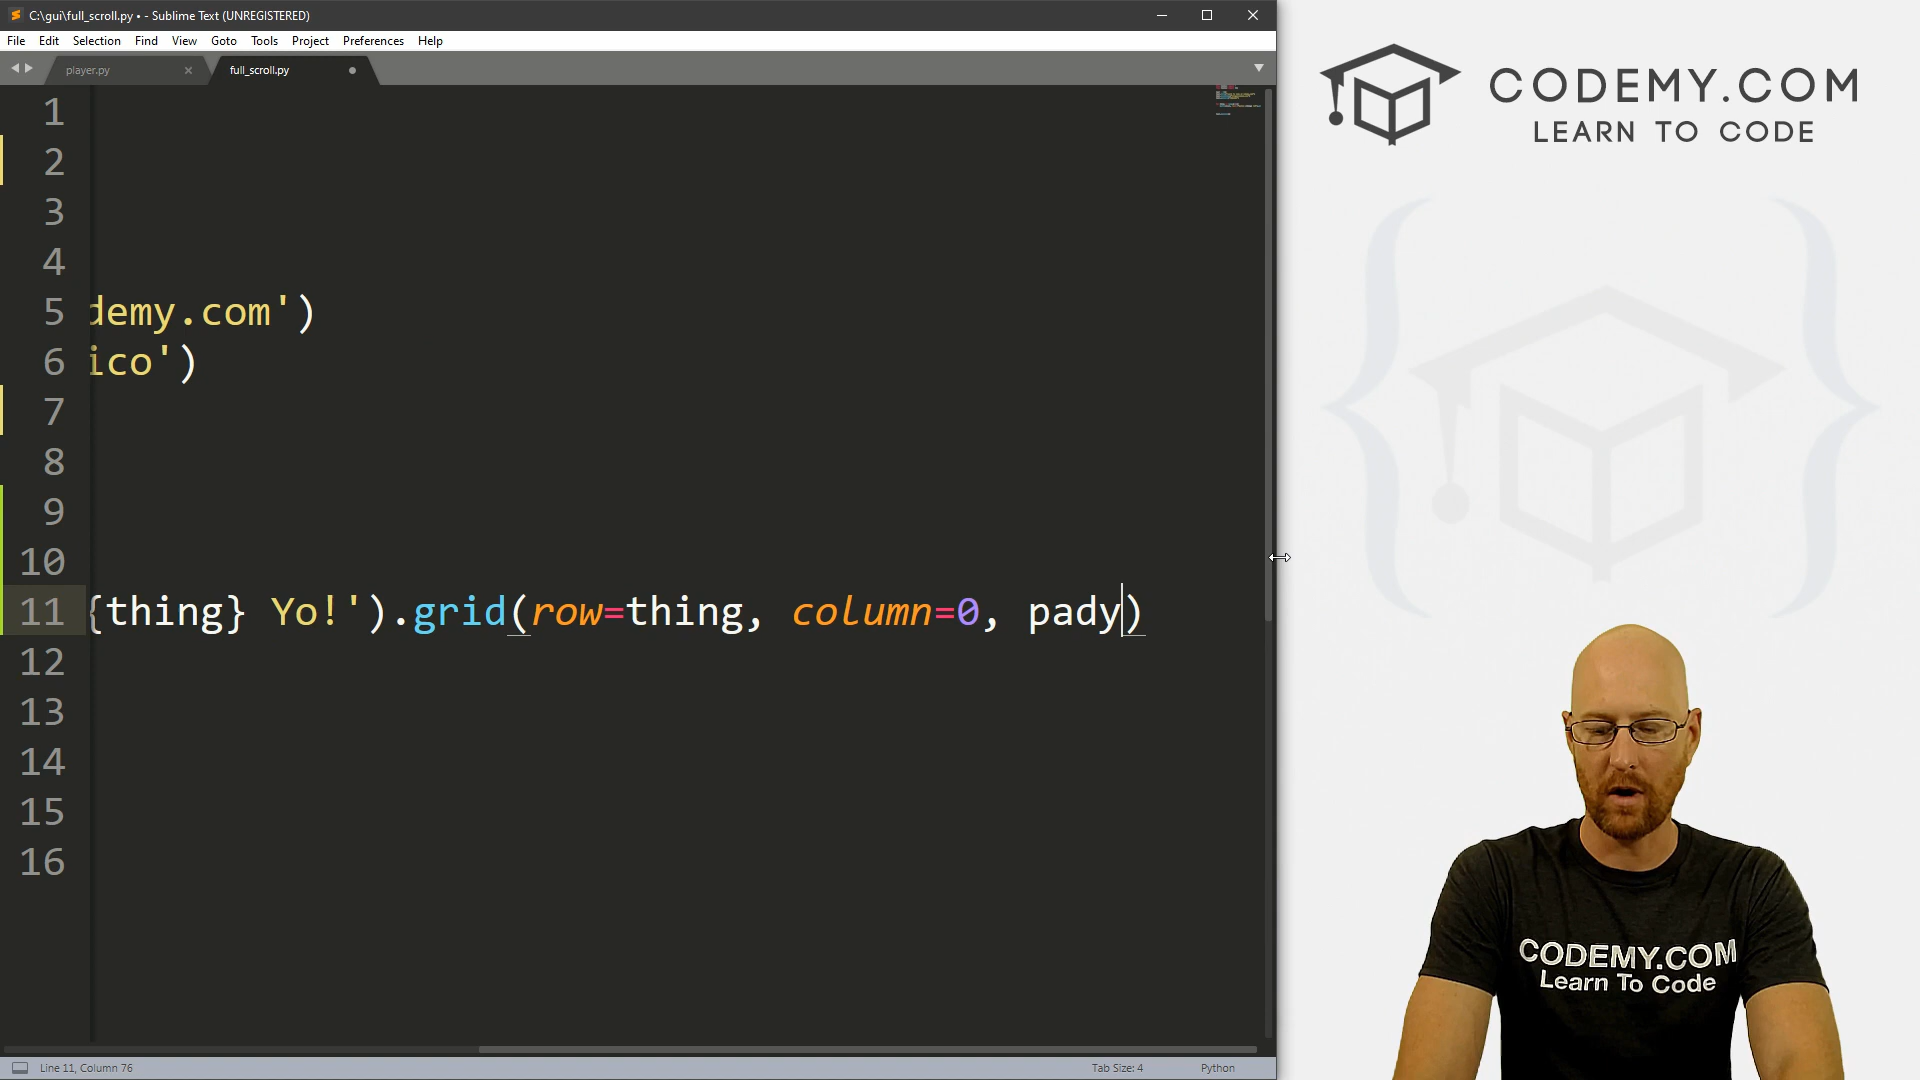 C:\gui\full_scroll.py • - Sublime Text (UNREGISTERED)
File Edit Selection Find View Goto Tools Project Preferences Help
player.py full_scroll.py
1
2
3
4
5 demy.com')
6 ico')
7
8
9
10
11 {thing} Yo!').grid(row=thing, column=0, pady)
12
13
14
15
16
Line 11, Column 76 Tab Size: 4 Python
CODEMY.COM
LEARN TO CODE
CODEMY.COM
Learn To Code